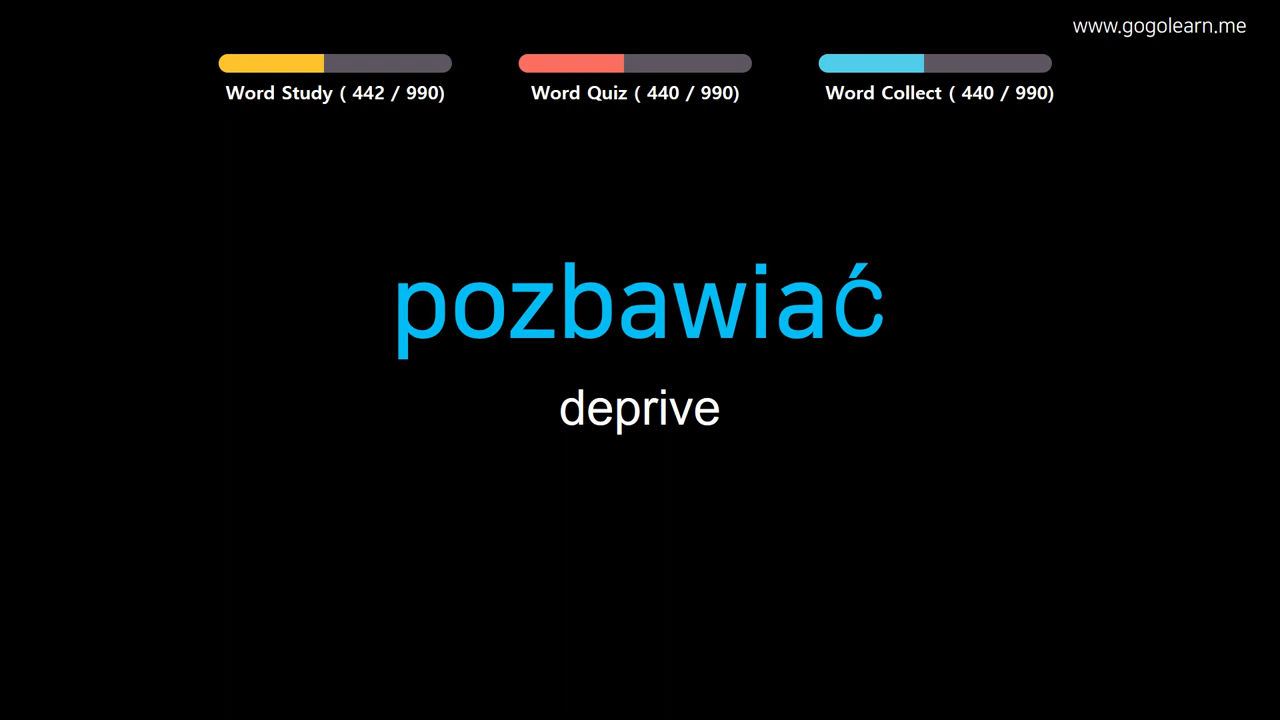 www.gogolearn.me
Word Study ( 442 / 990)
Word Quiz ( 440 / 990)
Word Collect ( 440 / 990)
pozbawiać
deprive